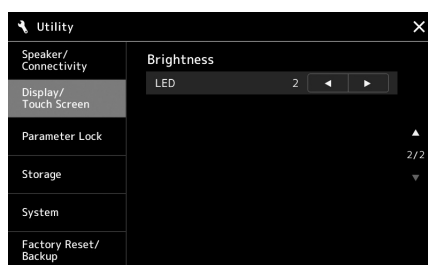 Utility
Speaker/
Connectivity
Display/
Touch Screen
Parameter Lock
Storage
System
Factory Reset/
Backup
Brightness
LED 2
2/2